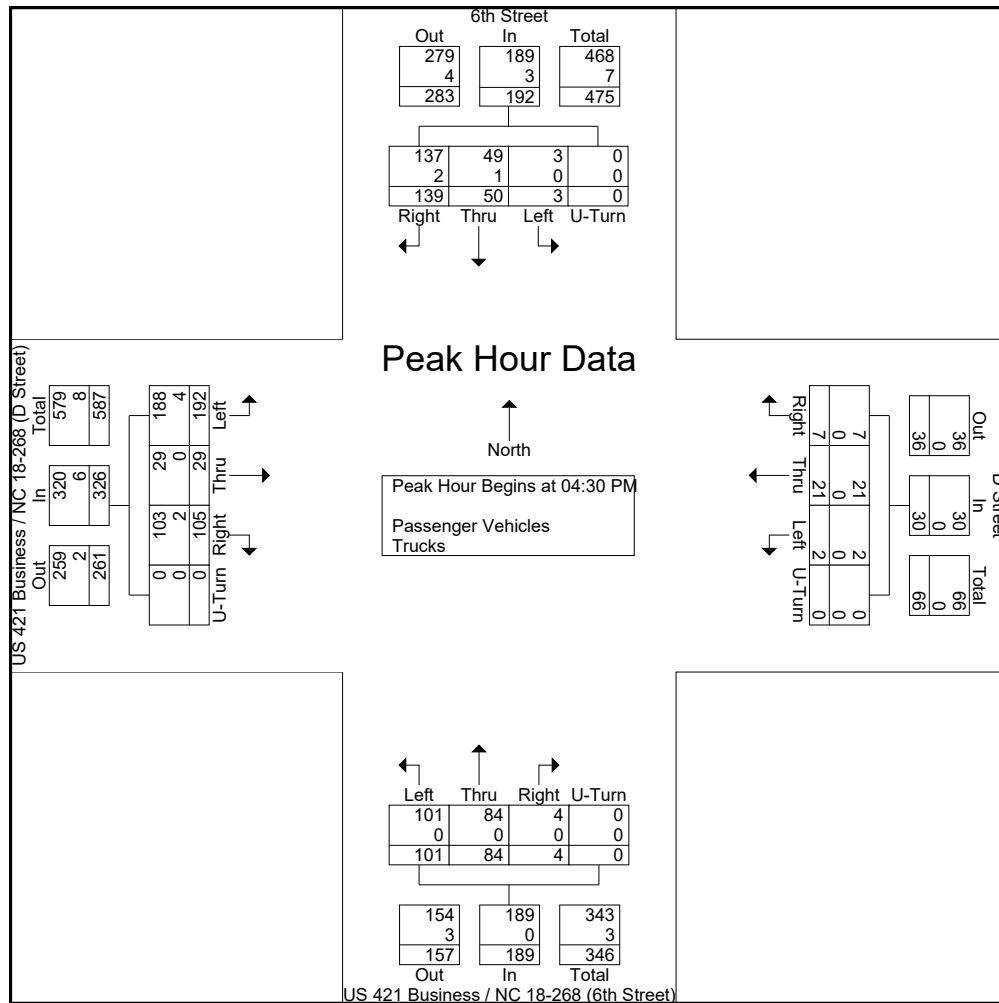 6th Street
Out In Total
279 189 468
4 3 7
283 192 475
137 49 3 0
2 1 0 0
139 50 3 0
Right Thru Left U-Turn
US 421 Business / NC 18-268 (D Street)
Total In Out
579 320 259
8 6 2
587 326 261
188 29 103 0
4 0 2 0
192 29 105 0
Left Thru Right U-Turn
Peak Hour Data
North
Peak Hour Begins at 04:30 PM
Passenger Vehicles
Trucks
Right Thru Left U-Turn
7 21 2 0
0 0 0 0
7 21 2 0
36 30 66
0 0 0
36 30 66
Out In Total
D Street
Left Thru Right U-Turn
101 84 4 0
0 0 0 0
101 84 4 0
154 189 343
3 0 3
157 189 346
Out In Total
US 421 Business / NC 18-268 (6th Street)